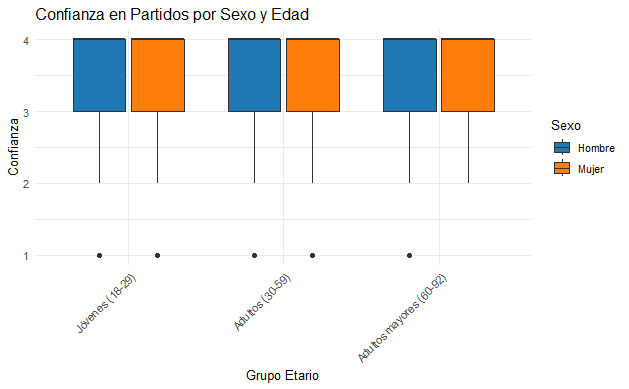 Confianza en Partidos por Sexo y Edad
4
3
2
1
Confianza
Jóvenes (18-29)
Adultos (30-59)
Adultos mayores (60-92)
Grupo Etario
Sexo
Hombre
Mujer